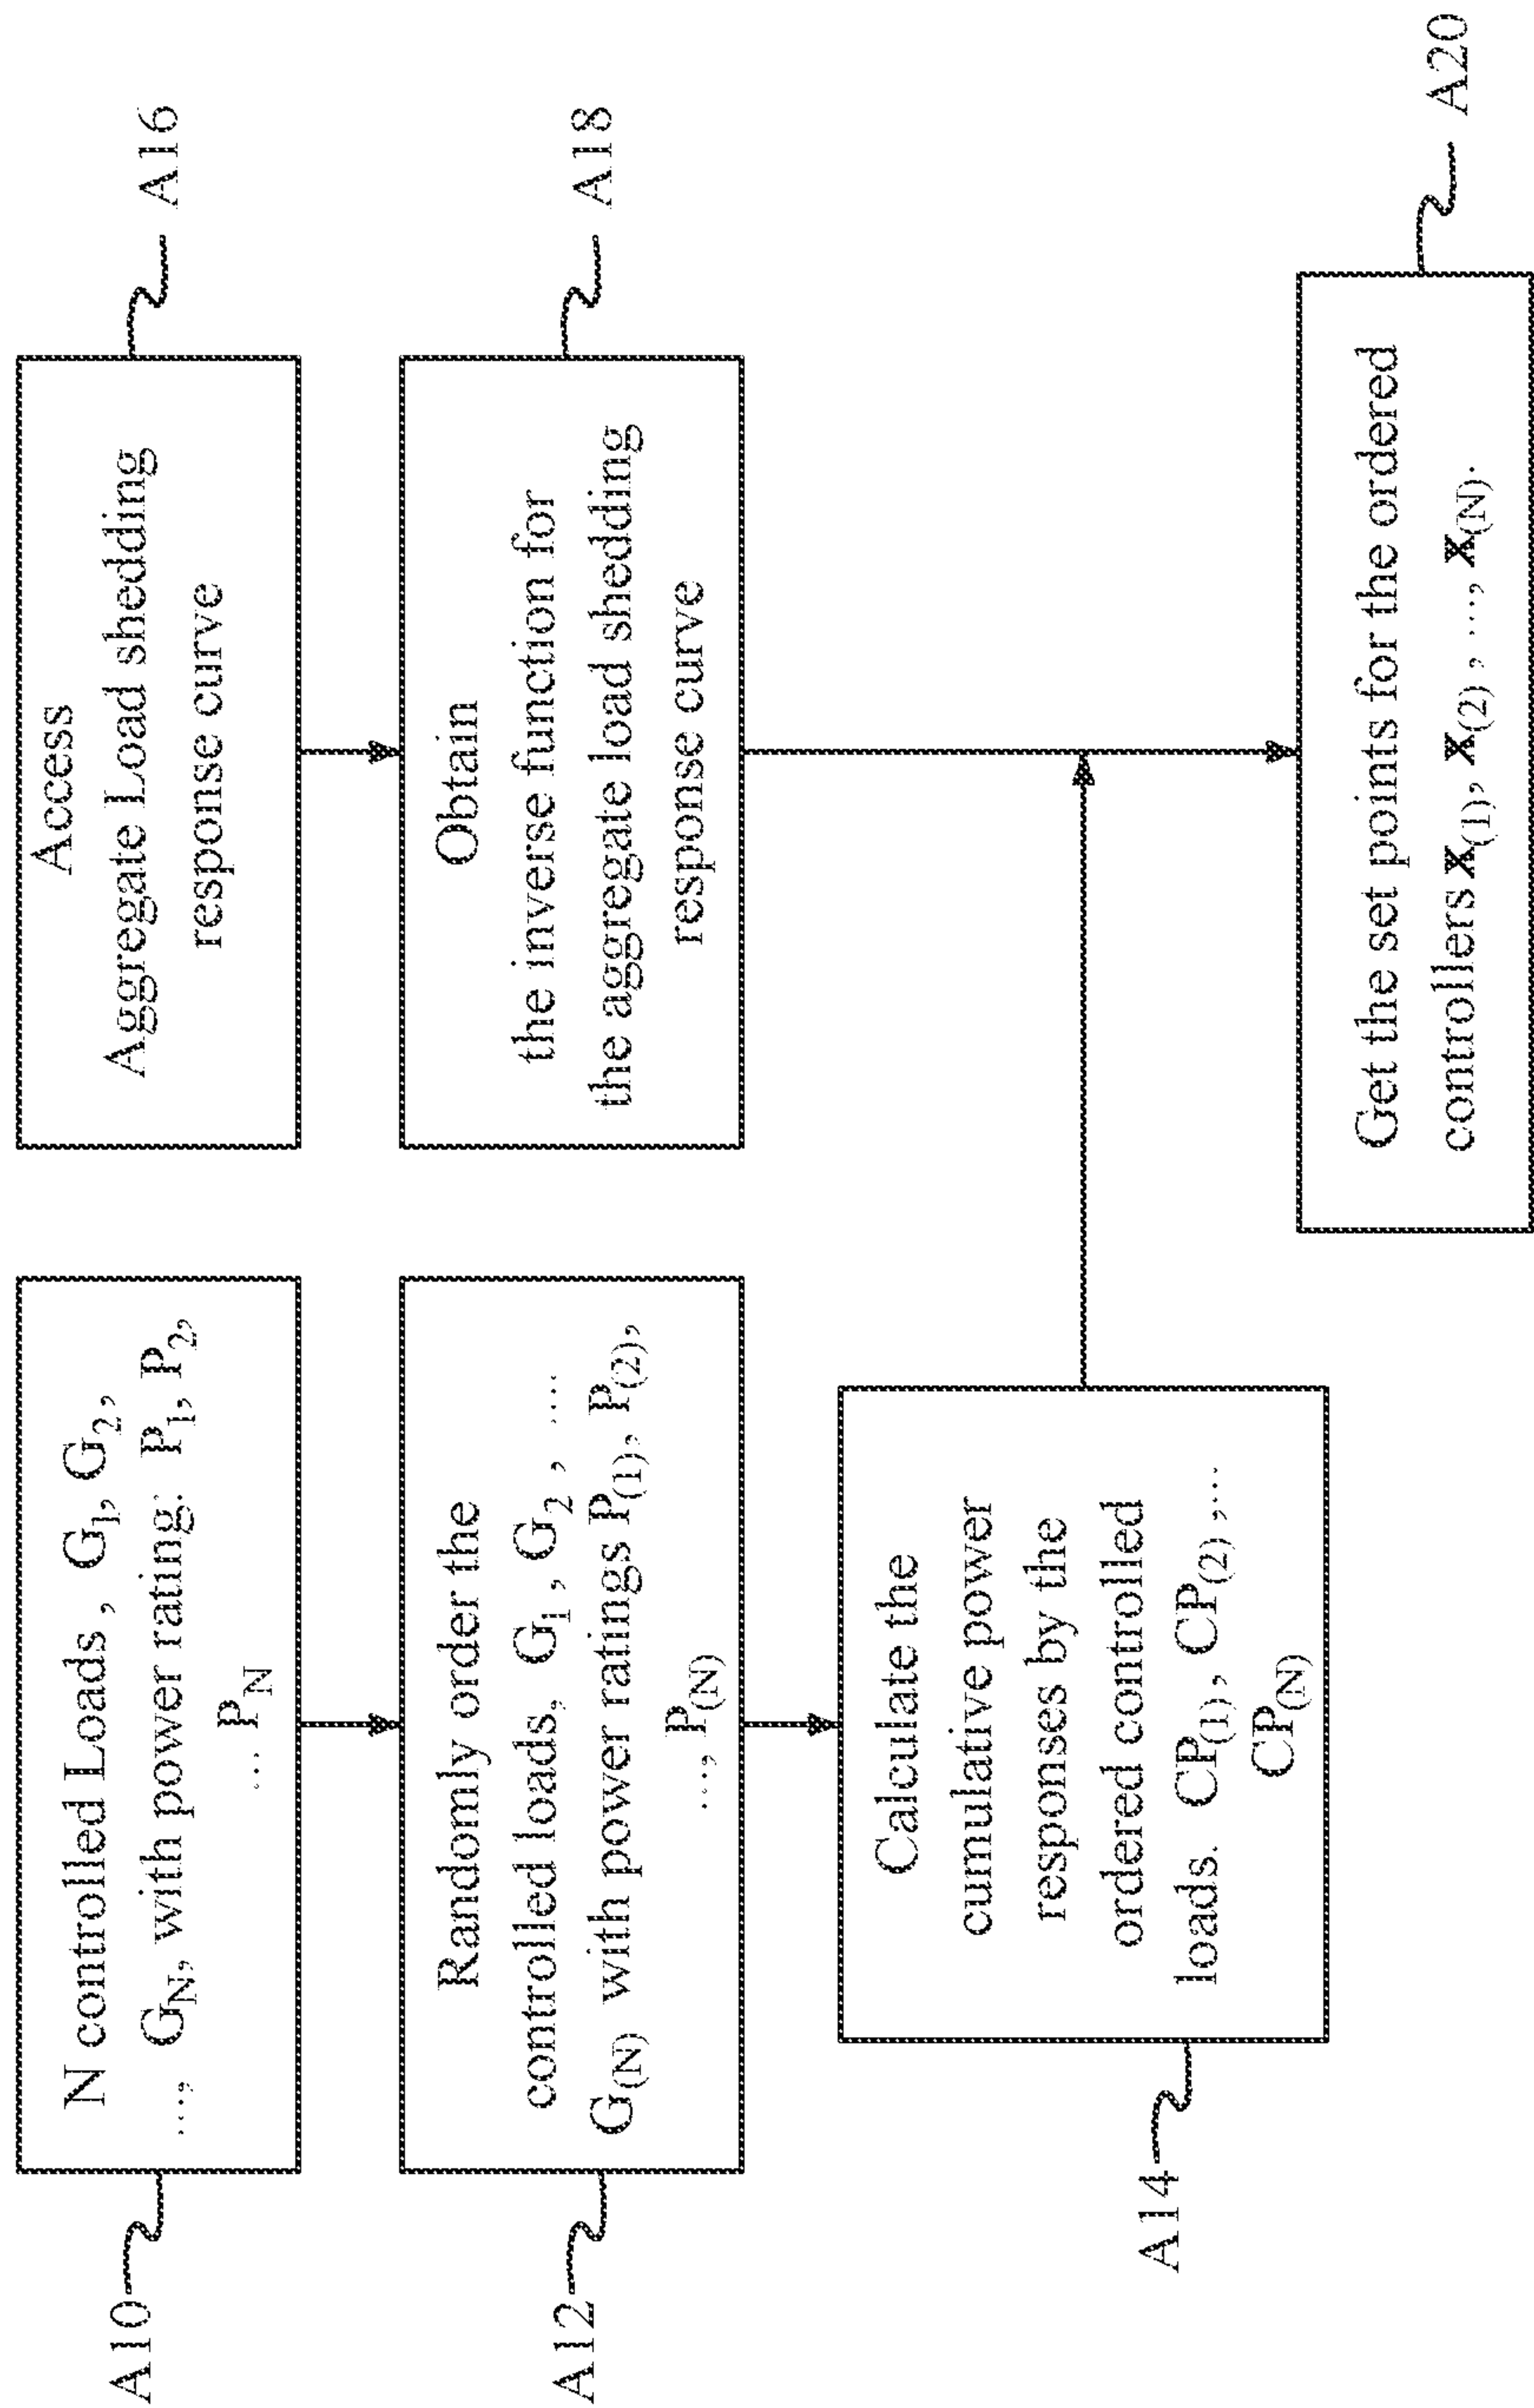 A10
N controlled Loads , G1, G2,
..., GN, with power rating: P1, P2,
... PN
A12
Randomly order the
controlled loads, G1 , G2 , ....
G(N) with power ratings P(1), P(2),
..., P(N)
A14
Calculate the
cumulative power
responses by the
ordered controlled
loads. CP(1), CP(2) ,...
CP(N)
Access
Aggregate Load shedding
response curve
A16
Obtain
the inverse function for
the aggregate load shedding
response curve
A18
Get the set points for the ordered
controllers x(1), x(2) , ..., x(N).
A20